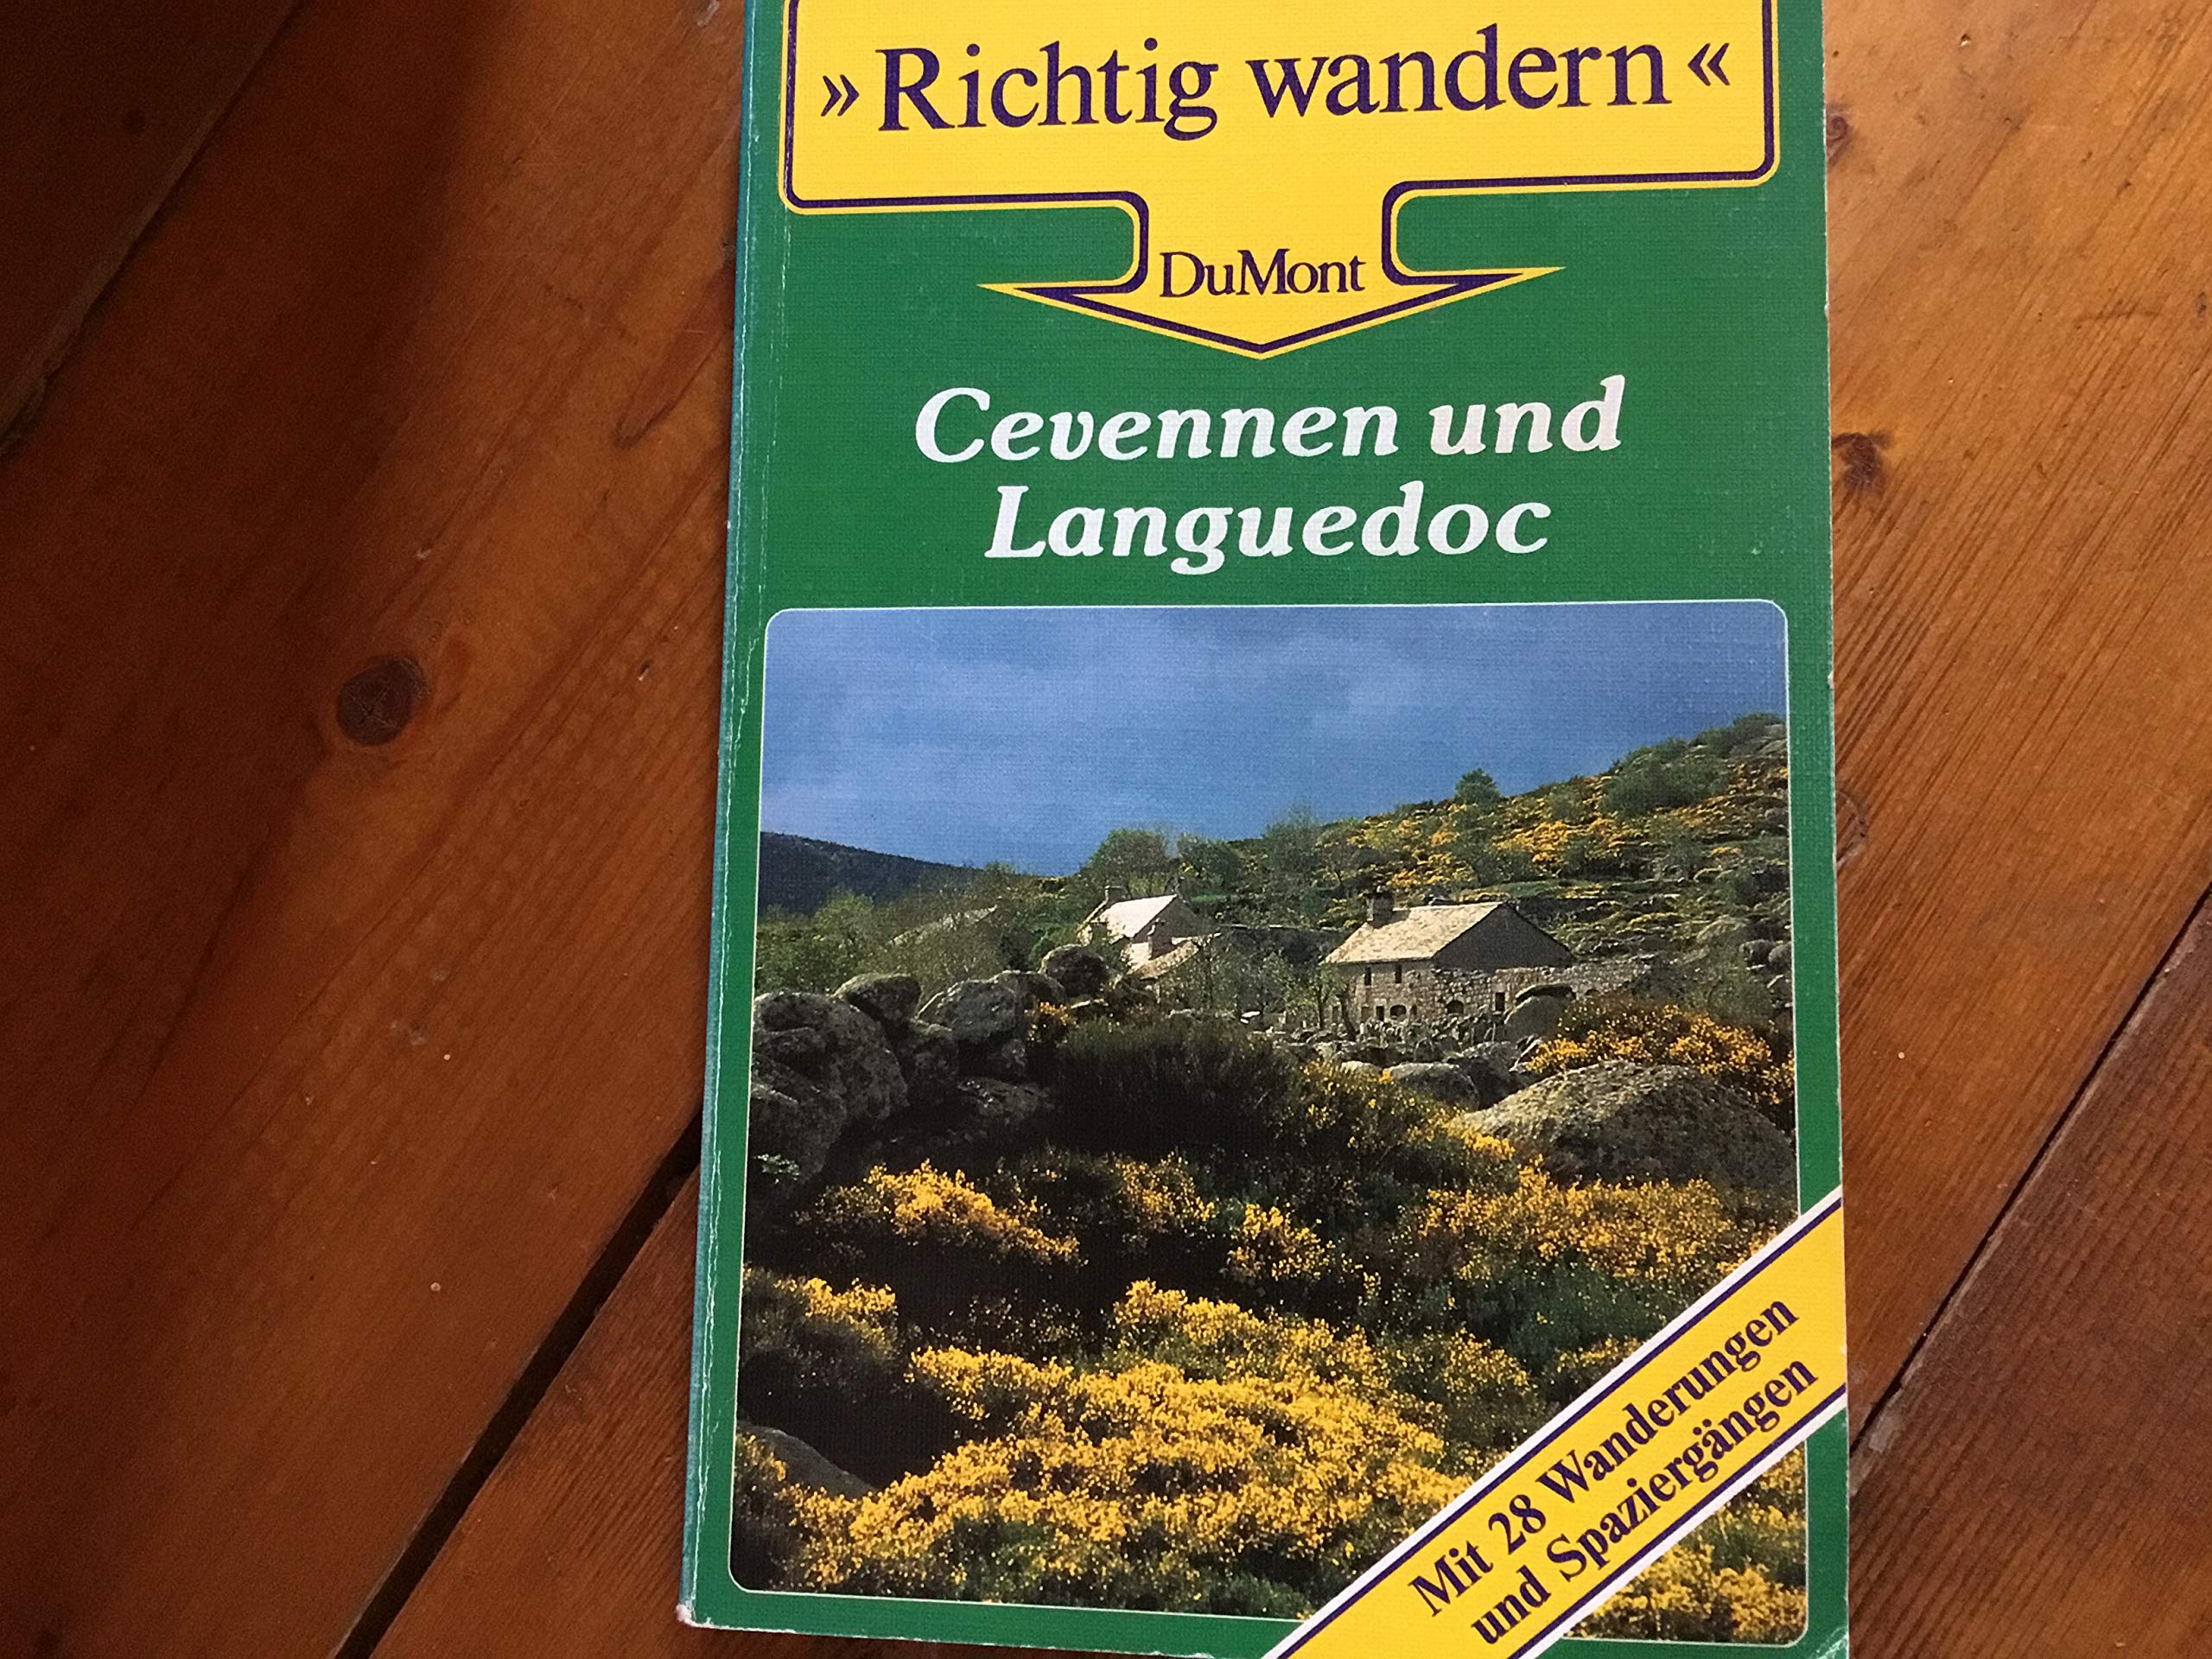 »Richtig wandern«
DuMont
Cevennen und
Languedoc
Mit 28 Wanderungen
und Spaziergängen